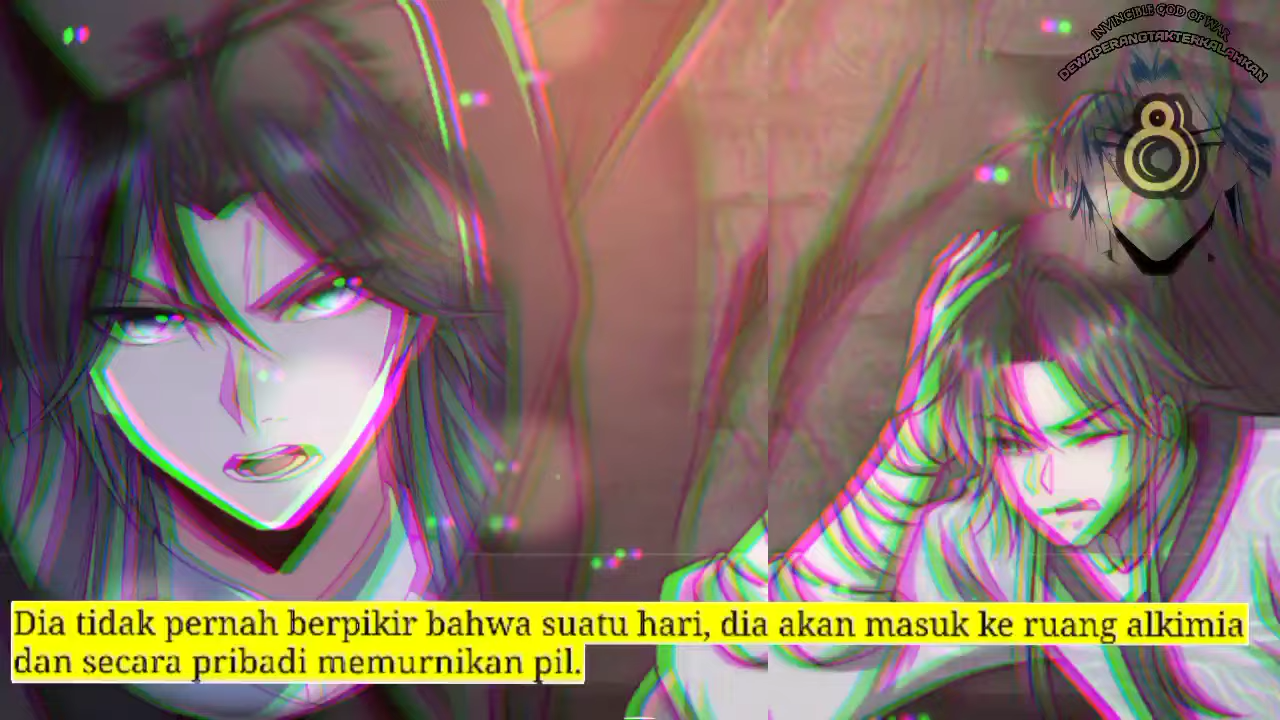 INVINCIBLE GOD OF WAR
DEWAPERANGTAKTERKALAHKAN
8
Dia tidak pernah berpikir bahwa suatu hari, dia akan masuk ke ruang alkimia
dan secara pribadi memurnikan pil.